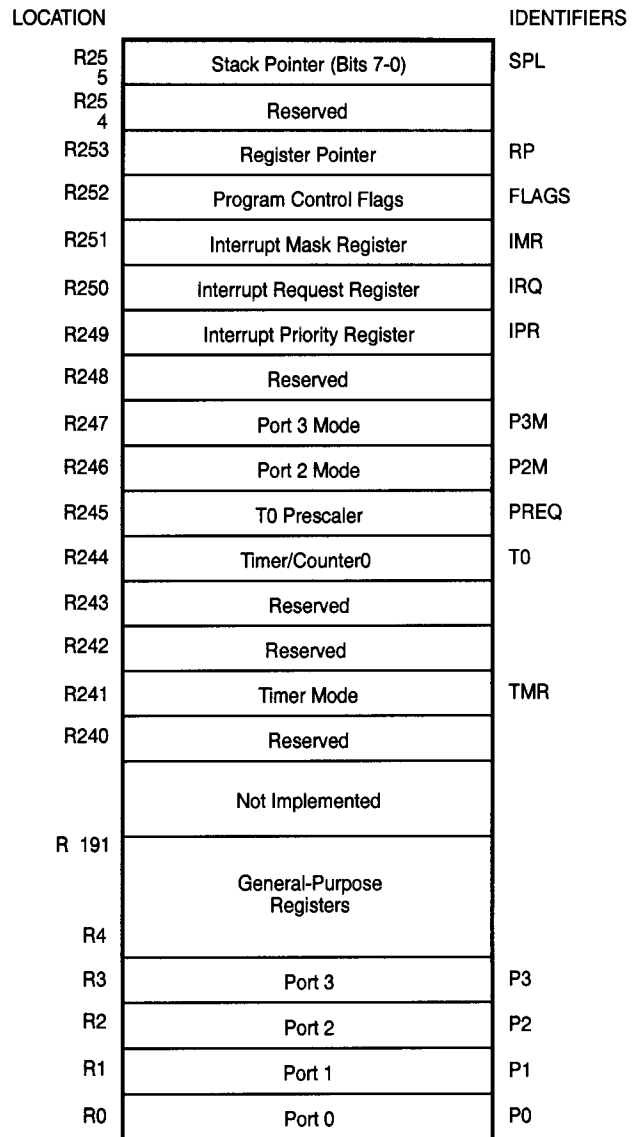 LOCATION IDENTIFIERS
R25
5 Stack Pointer (Bits 7-0) SPL
R25
4 Reserved
R253 Register Pointer RP
R252 Program Control Flags FLAGS
R251 Interrupt Mask Register IMR
R250 Interrupt Request Register IRQ
R249 Interrupt Priority Register IPR
R248 Reserved
R247 Port 3 Mode P3M
R246 Port 2 Mode P2M
R245 T0 Prescaler PREQ
R244 Timer/Counter0 T0
R243 Reserved
R242 Reserved
R241 Timer Mode TMR
R240 Reserved
Not Implemented
R 191
General-Purpose
Registers
R4
R3 Port 3 P3
R2 Port 2 P2
R1 Port 1 P1
R0 Port 0 P0